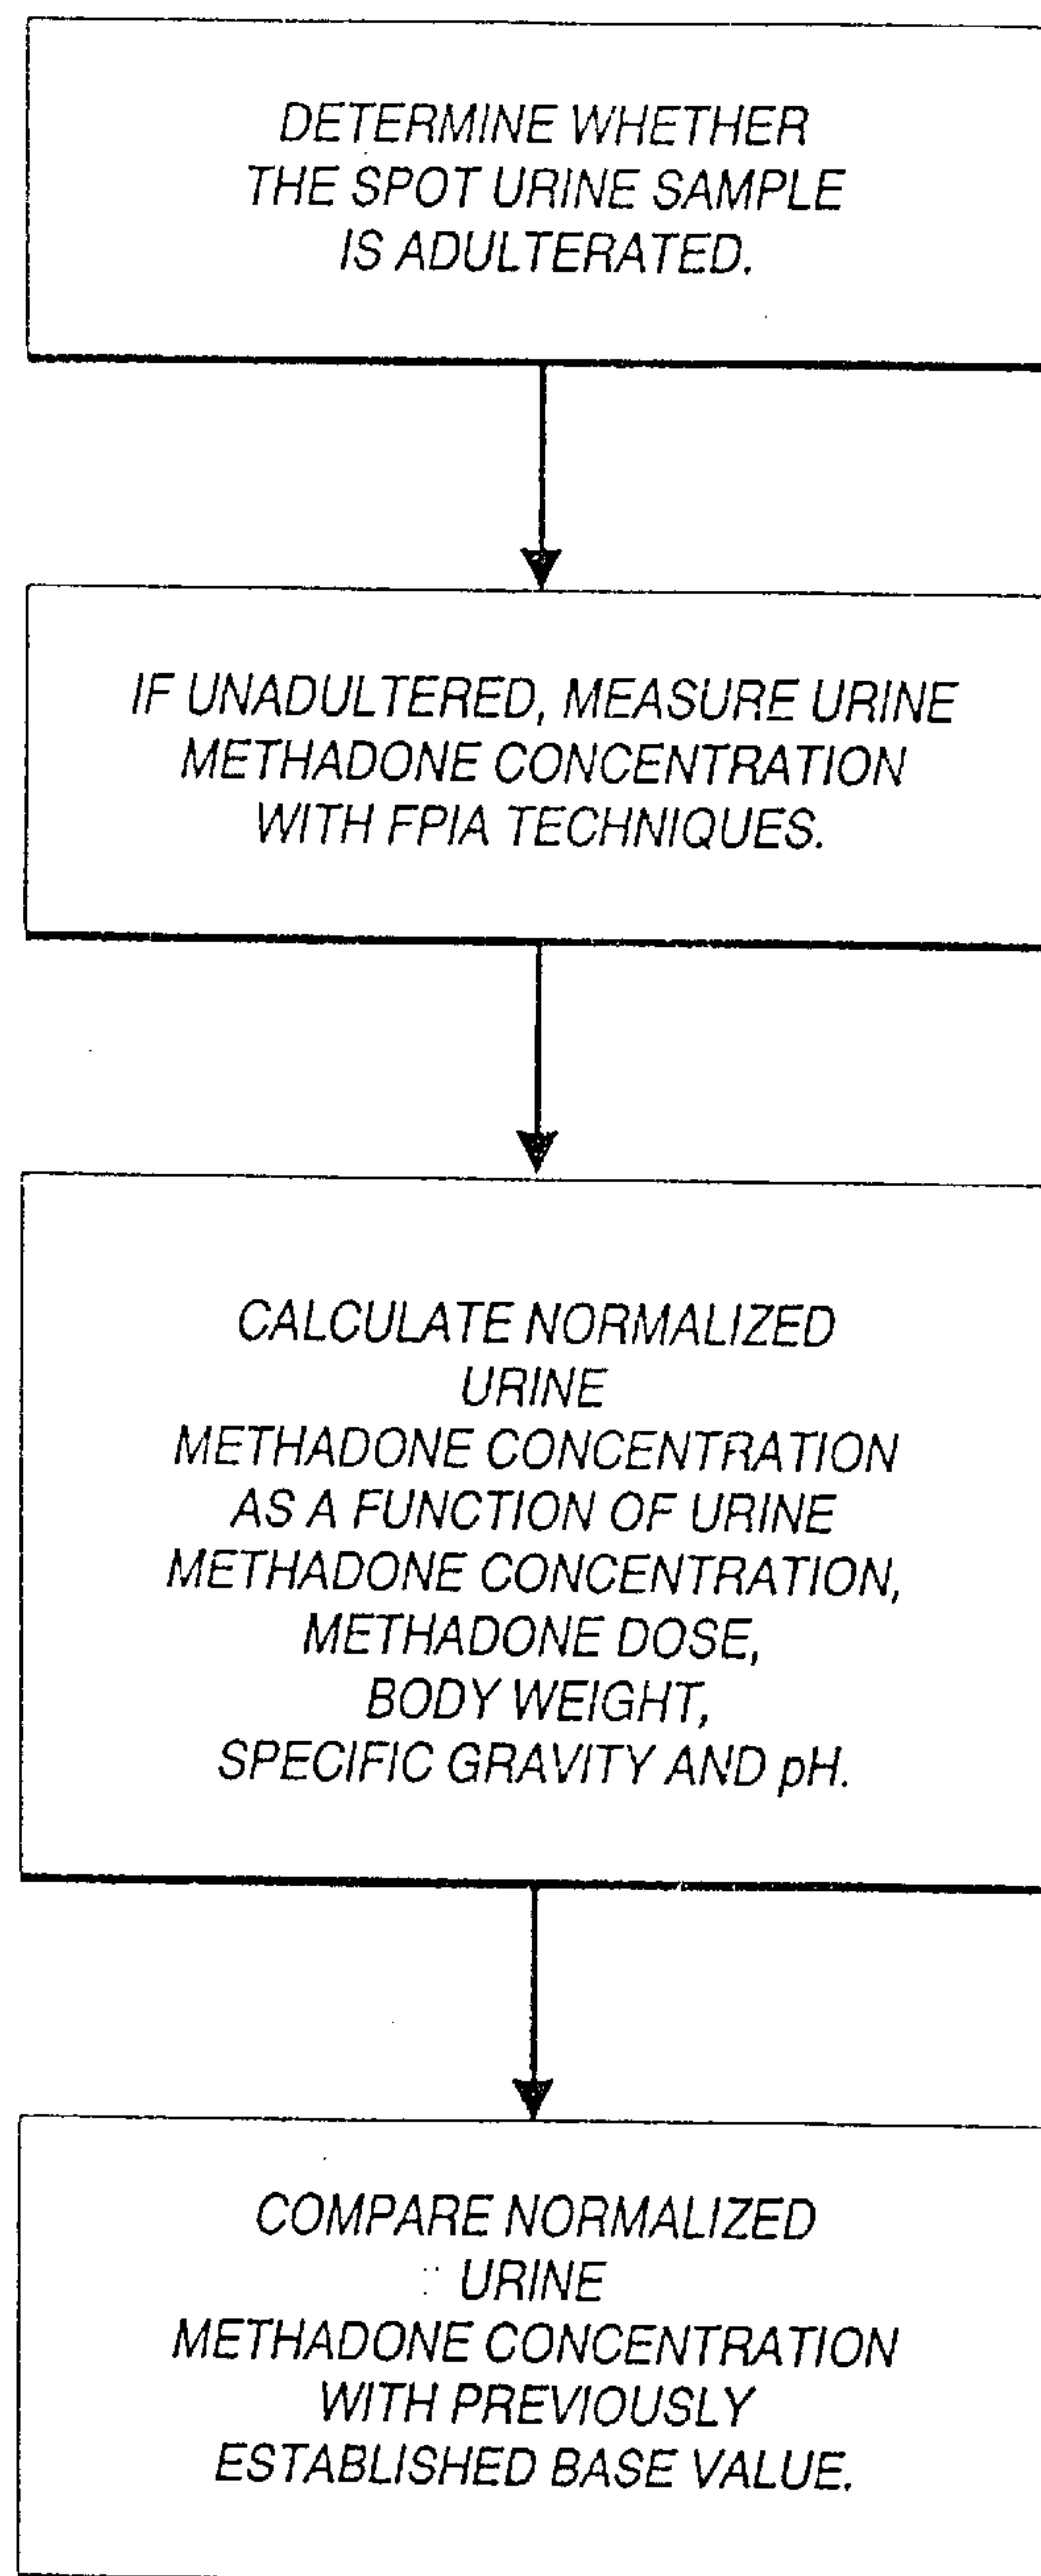 DETERMINE WHETHER
THE SPOT URINE SAMPLE
IS ADULTERATED.
IF UNADULTERED, MEASURE URINE
METHADONE CONCENTRATION
WITH FPIA TECHNIQUES.
CALCULATE NORMALIZED
URINE
METHADONE CONCENTRATION
AS A FUNCTION OF URINE
METHADONE CONCENTRATION,
METHADONE DOSE,
BODY WEIGHT,
SPECIFIC GRAVITY AND pH.
COMPARE NORMALIZED
URINE
METHADONE CONCENTRATION
WITH PREVIOUSLY
ESTABLISHED BASE VALUE.